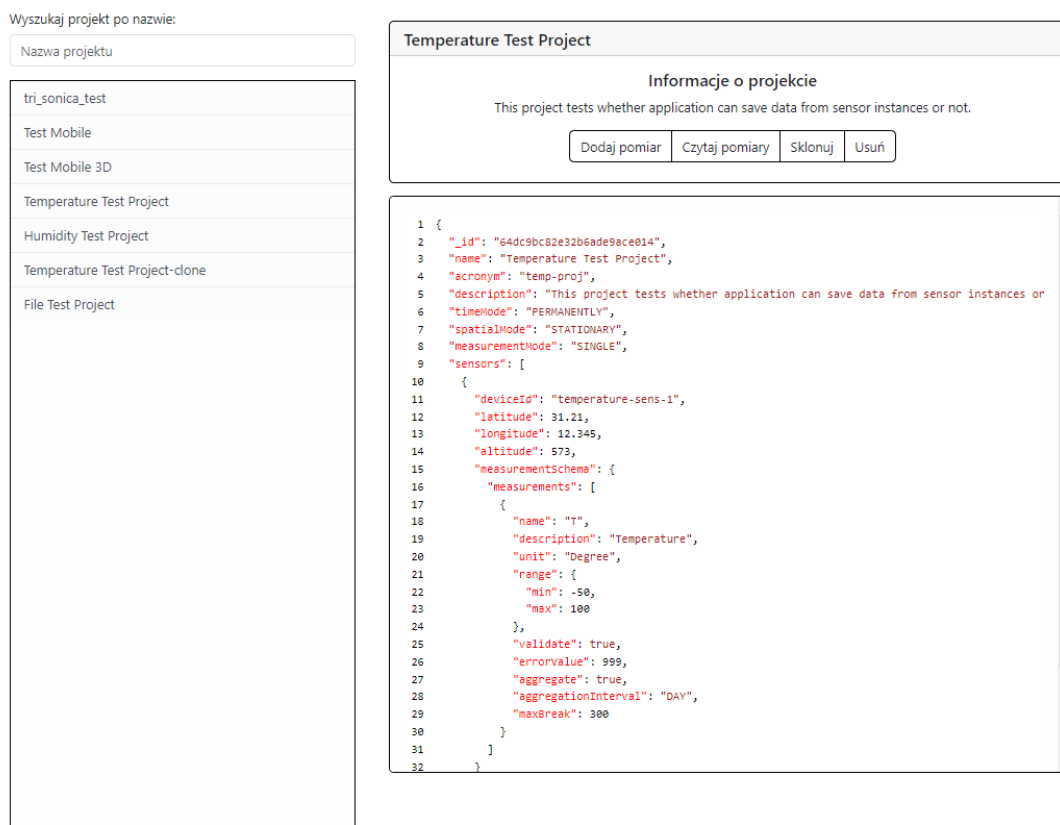 Wyszukaj projekt po nazwie:
Nazwa projektu
tri_sonica_test
Test Mobile
Test Mobile 3D
Temperature Test Project
Humidity Test Project
Temperature Test Project-clone
File Test Project
Temperature Test Project
Informacje o projekcie
This project tests whether application can save data from sensor instances or not.
Dodaj pomiar Czytaj pomiary Sklonuj Usuń
1 {
2 "_id": "64dc9bc82e32b6ade9ace014",
3 "name": "Temperature Test Project",
4 "acronym": "temp-proj",
5 "description": "This project tests whether application can save data from sensor instances or
6 "timeMode": "PERMANENTLY",
7 "spatialMode": "STATIONARY",
8 "measurementMode": "SINGLE",
9 "sensors": [
10 {
11 "deviceId": "temperature-sens-1",
12 "latitude": 31.21,
13 "longitude": 12.345,
14 "altitude": 573,
15 "measurementSchema": {
16 "measurements": [
17 {
18 "name": "T",
19 "description": "Temperature",
20 "unit": "Degree",
21 "range": {
22 "min": -50,
23 "max": 100
24 },
25 "validate": true,
26 "errorValue": 999,
27 "aggregate": true,
28 "aggregationInterval": "DAY",
29 "maxBreak": 300
30 }
31 ]
32 }